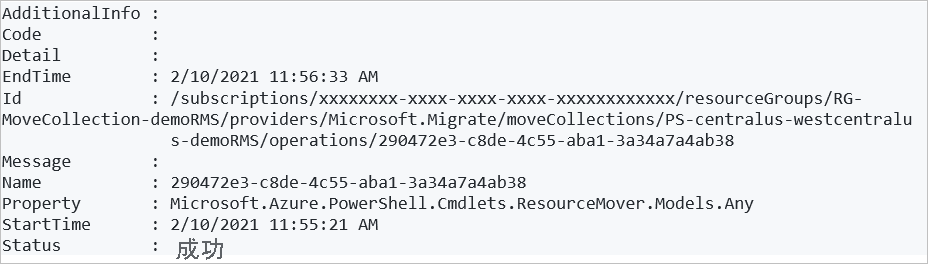 AdditionalInfo :
Code           :
Detail         :
EndTime        : 2/10/2021 11:56:33 AM
Id             : /subscriptions/xxxxxxxx-xxxx-xxxx-xxxx-xxxxxxxxxxxx/resourceGroups/RG-
MoveCollection-demoRMS/providers/Microsoft.Migrate/moveCollections/PS-centralus-westcentralu
                 s-demoRMS/operations/290472e3-c8de-4c55-aba1-3a34a7a4ab38
Message        :
Name           : 290472e3-c8de-4c55-aba1-3a34a7a4ab38
Property       : Microsoft.Azure.PowerShell.Cmdlets.ResourceMover.Models.Any
StartTime      : 2/10/2021 11:55:21 AM
Status         : 成功